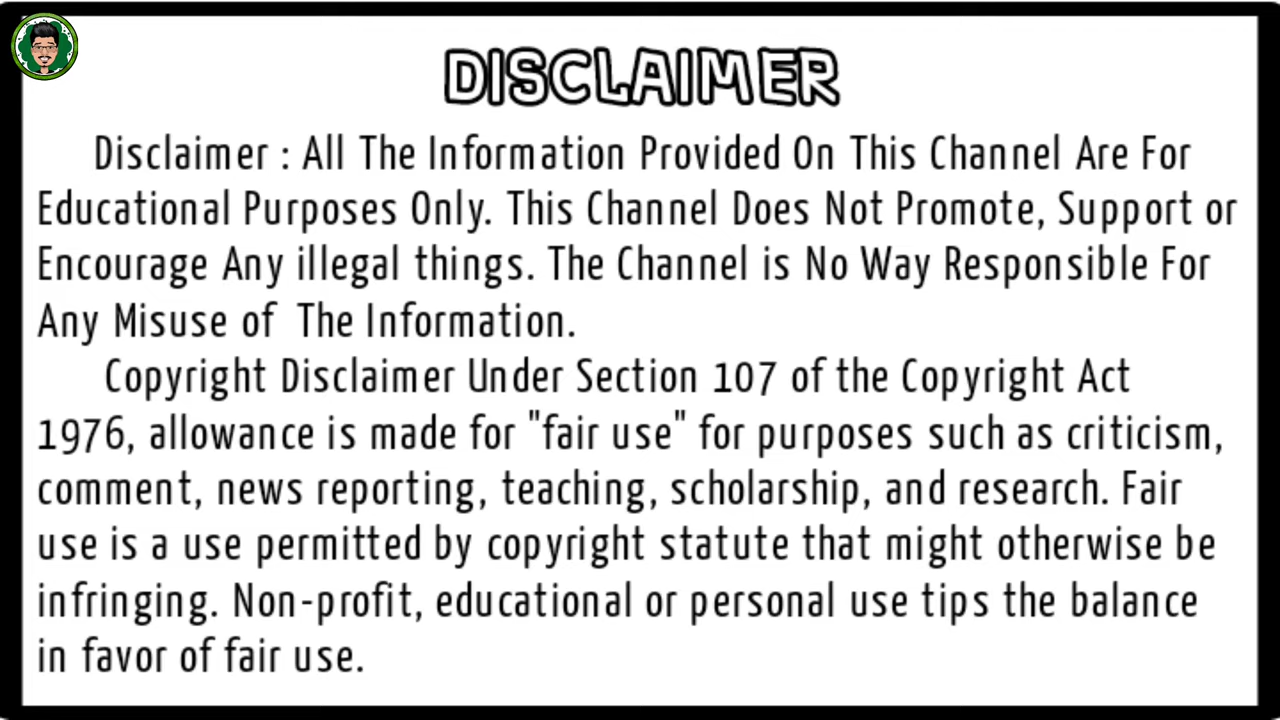 DISCLAIMER
Disclaimer : All The Information Provided On This Channel Are For
Educational Purposes Only. This Channel Does Not Promote, Support or
Encourage Any illegal things. The Channel is No Way Responsible For
Any Misuse of The Information.
Copyright Disclaimer Under Section 107 of the Copyright Act
1976, allowance is made for "fair use" for purposes such as criticism,
comment, news reporting, teaching, scholarship, and research. Fair
use is a use permitted by copyright statute that might otherwise be
infringing. Non-profit, educational or personal use tips the balance
in favor of fair use.